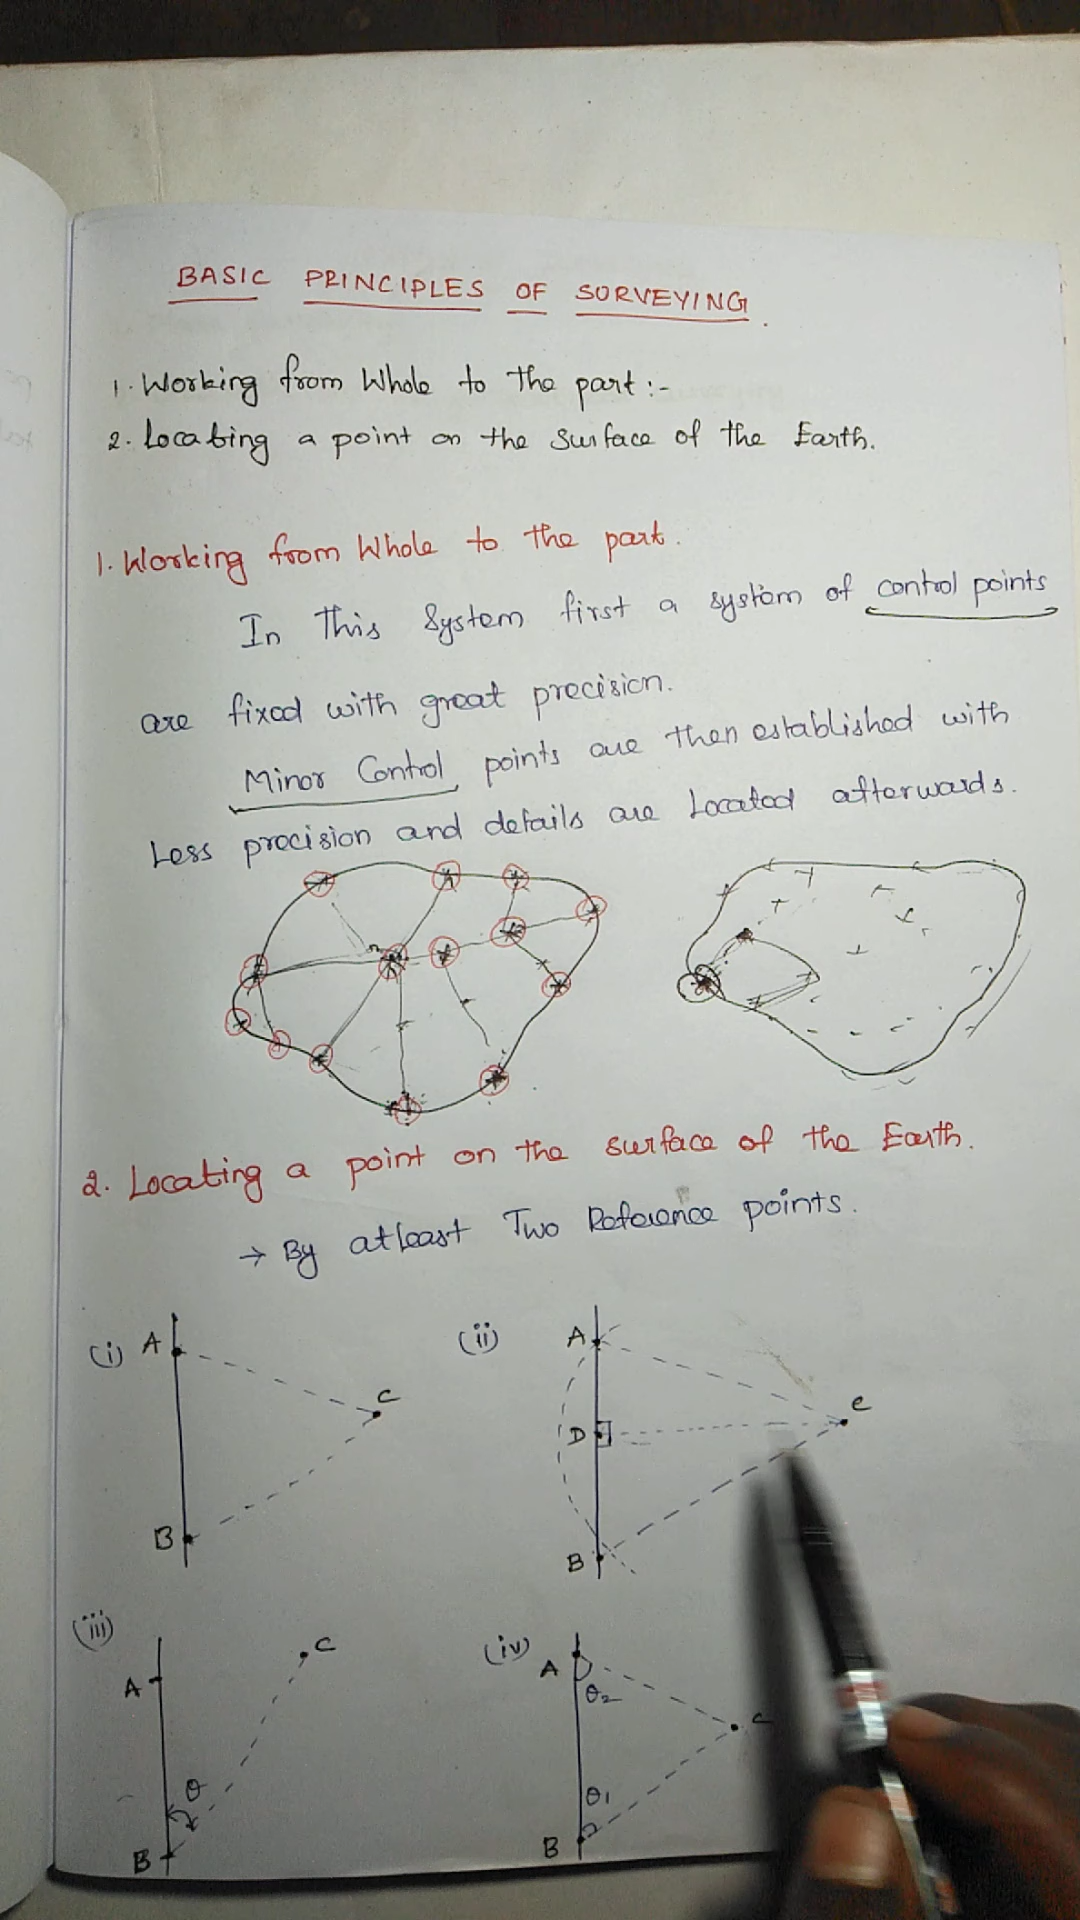 BASIC PRINCIPLES OF SORVEYING.
1. Working from Whole to the part :-
2. Locating a point on the Surface of the Earth.
1. Working from Whole to the part.
In This System first a system of control points
are fixed with great precision.
Minor Control points are then established with
Less precision and details are Located afterwards.
2. Locating a point on the surface of the Earth.
→ By atleast Two Reference points.
(i) A C B
(ii) A D C B
(iii) A C θ B
(iv) A θ2 C θ1 B